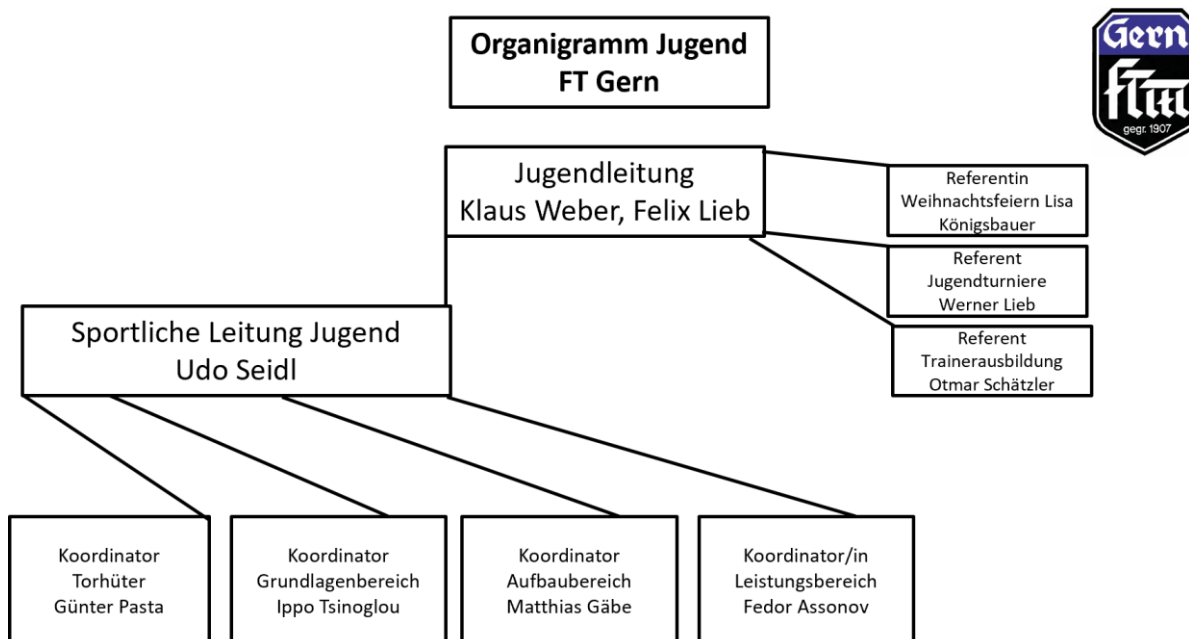 Organigramm Jugend
FT Gern
Gern
FTM
gegr. 1907
Jugendleitung
Klaus Weber, Felix Lieb
Referentin
Weihnachtsfeiern Lisa
Königsbauer
Referent
Jugendturniere
Werner Lieb
Referent
Trainerausbildung
Otmar Schätzler
Sportliche Leitung Jugend
Udo Seidl
Koordinator
Torhüter
Günter Pasta
Koordinator
Grundlagenbereich
Ippo Tsinoglou
Koordinator
Aufbaubereich
Matthias Gäbe
Koordinator/in
Leistungsbereich
Fedor Assonov